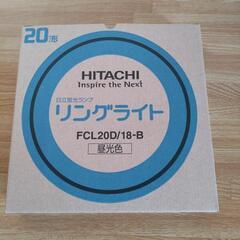 20形
HITACHI
Inspire the Next
日立蛍光ランプ
リングライト
FCL20D/18-B
昼光色